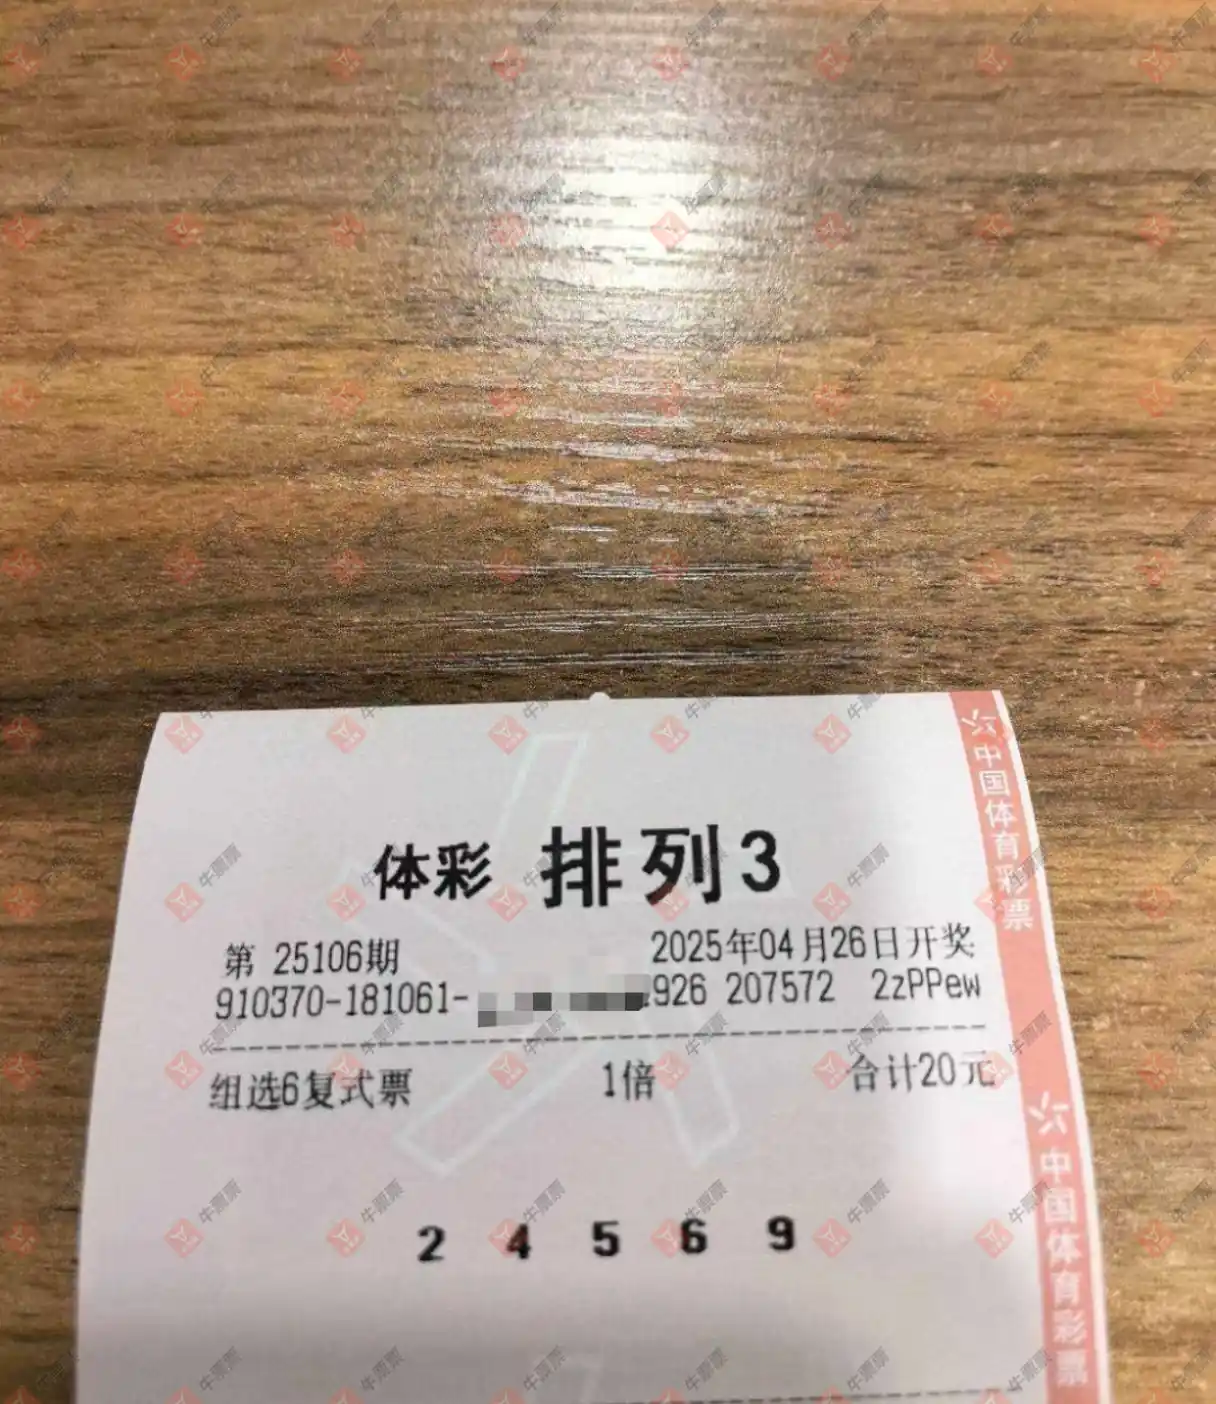 体彩 排列3
第 25106期 2025年04月26日开奖
910370-181061- 926 207572 2zPPew
组选6复式票 1倍 合计20元
2 4 5 6 9
中国体育彩票
中国体育彩票
牛票票